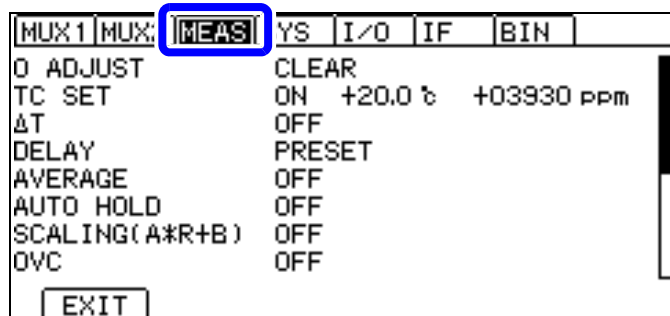 MUX1 MUX: MEAS YS I/O IF BIN
0 ADJUST CLEAR
TC SET ON +20.0 ℃ +03930 ppm
ΔT OFF
DELAY PRESET
AVERAGE OFF
AUTO HOLD OFF
SCALING(A*R+B) OFF
OVC OFF
EXIT